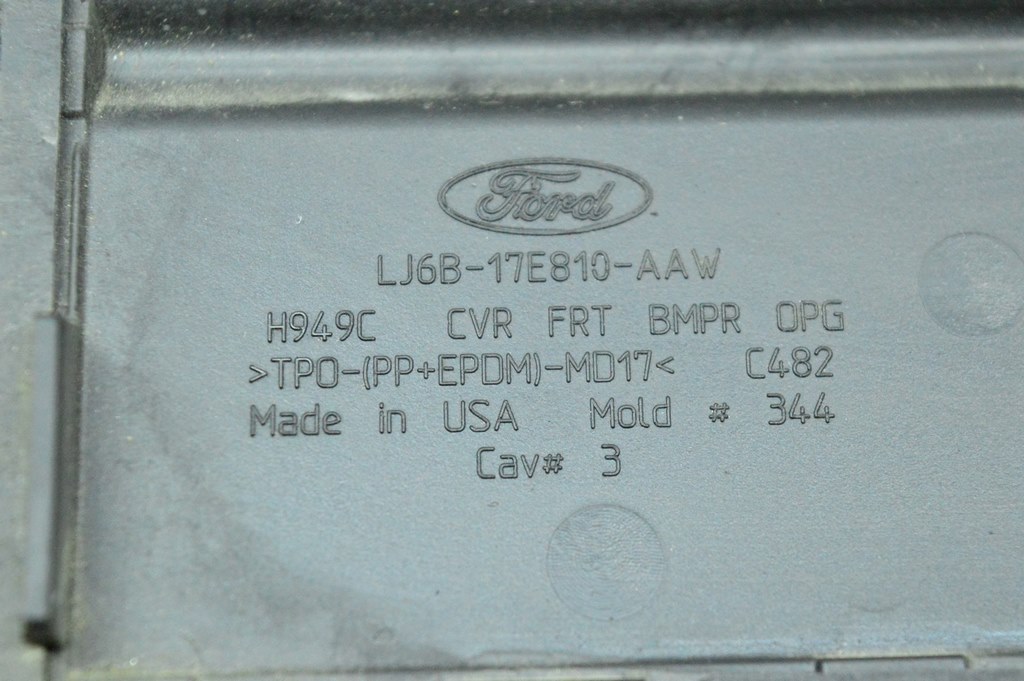 Ford
LJ6B-17E810-AAW
H949C CVR FRT BMPR OPG
>TPO-(PP+EPDM)-MD17< C482
Made in USA Mold # 344
Cav# 3